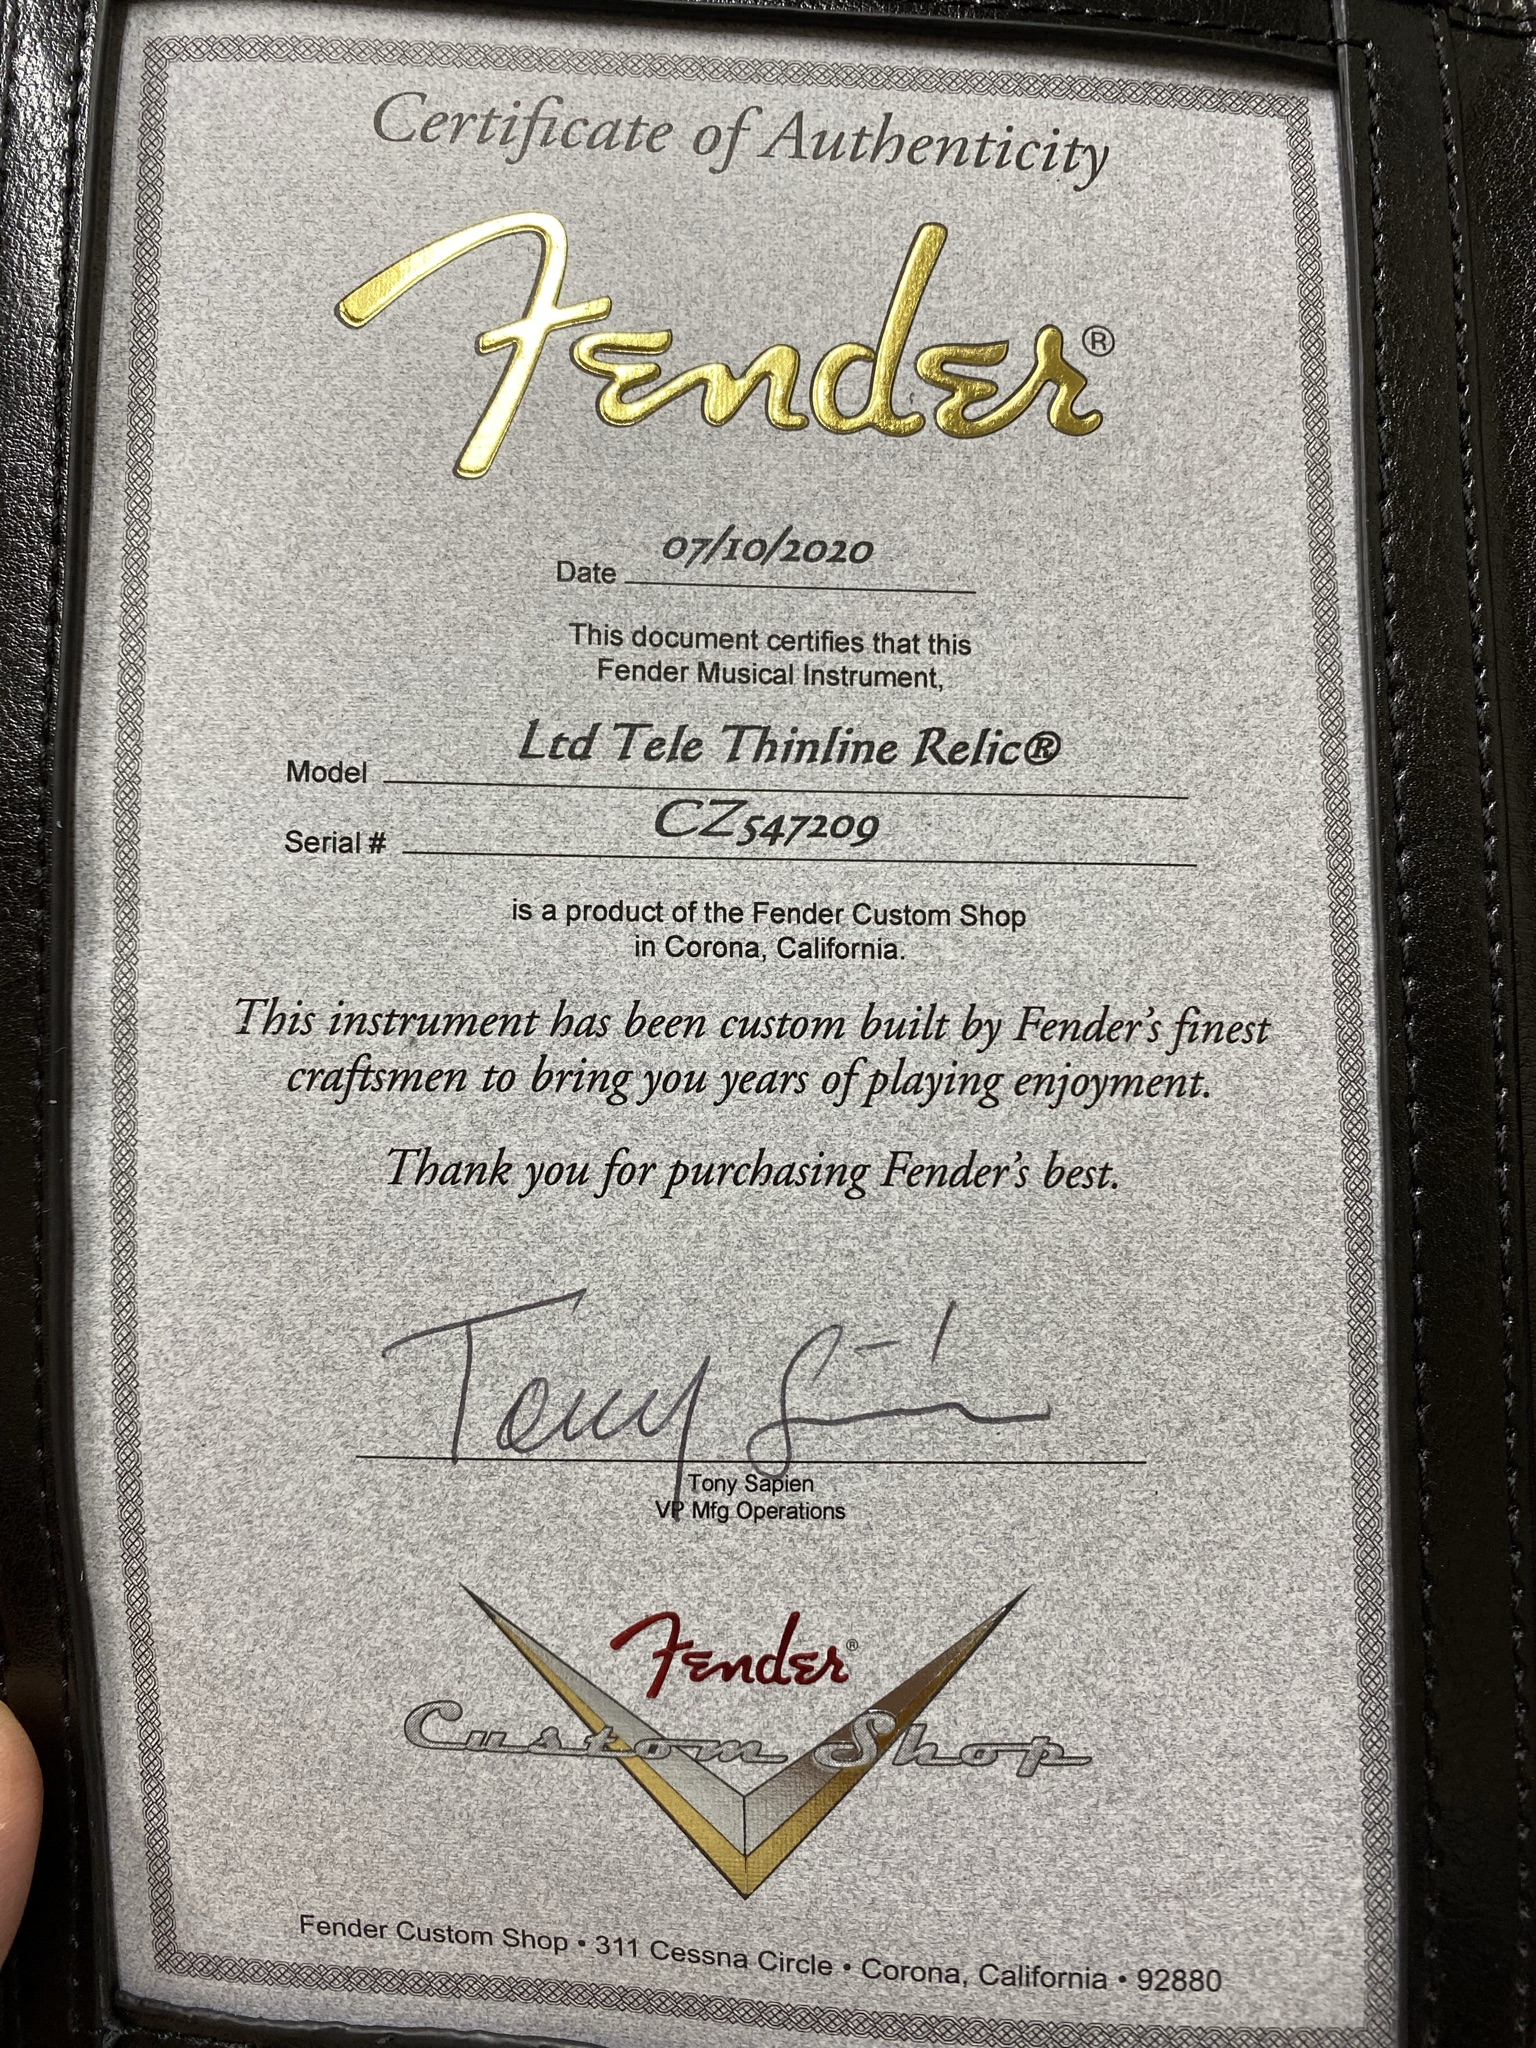 Certificate of Authenticity
Fender®
Date 07/10/2020
This document certifies that this
Fender Musical Instrument,
Model Ltd Tele Thinline Relic®
Serial # CZ547209
is a product of the Fender Custom Shop
in Corona, California.
This instrument has been custom built by Fender's finest
craftsmen to bring you years of playing enjoyment.
Thank you for purchasing Fender's best.
Tony Sapien
VP Mfg Operations
Fender®
Custom Shop
Fender Custom Shop • 311 Cessna Circle • Corona, California • 92880